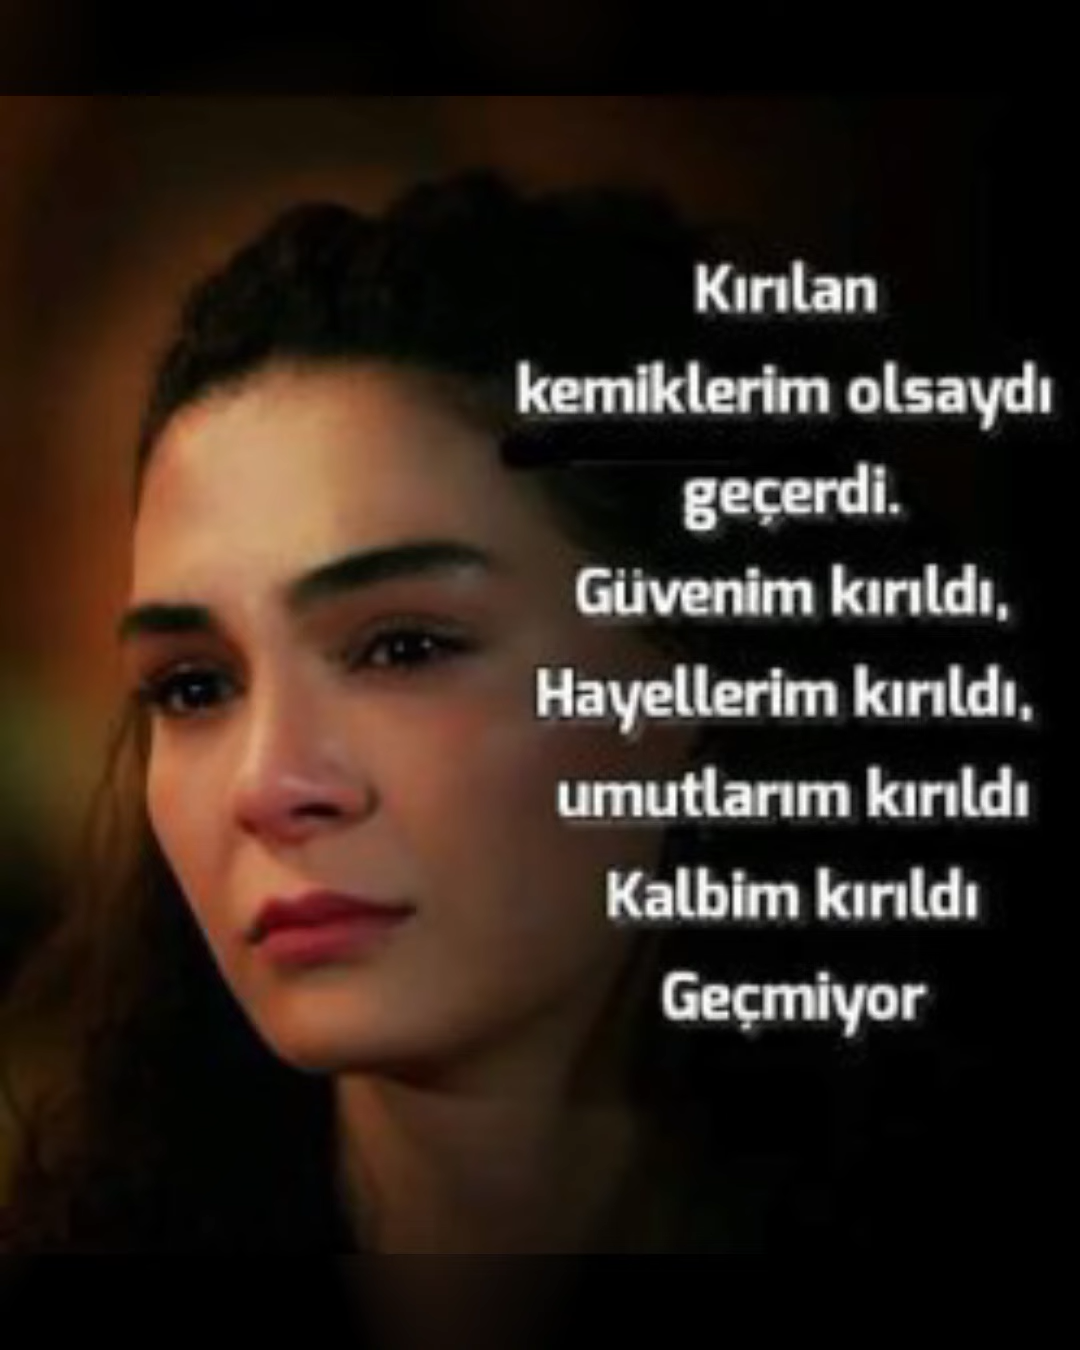 Kırılan
kemiklerim olsaydı
geçerdi.
Güvenim kırıldı,
Hayellerim kırıldı,
umutlarım kırıldı
Kalbim kırıldı
Geçmiyor